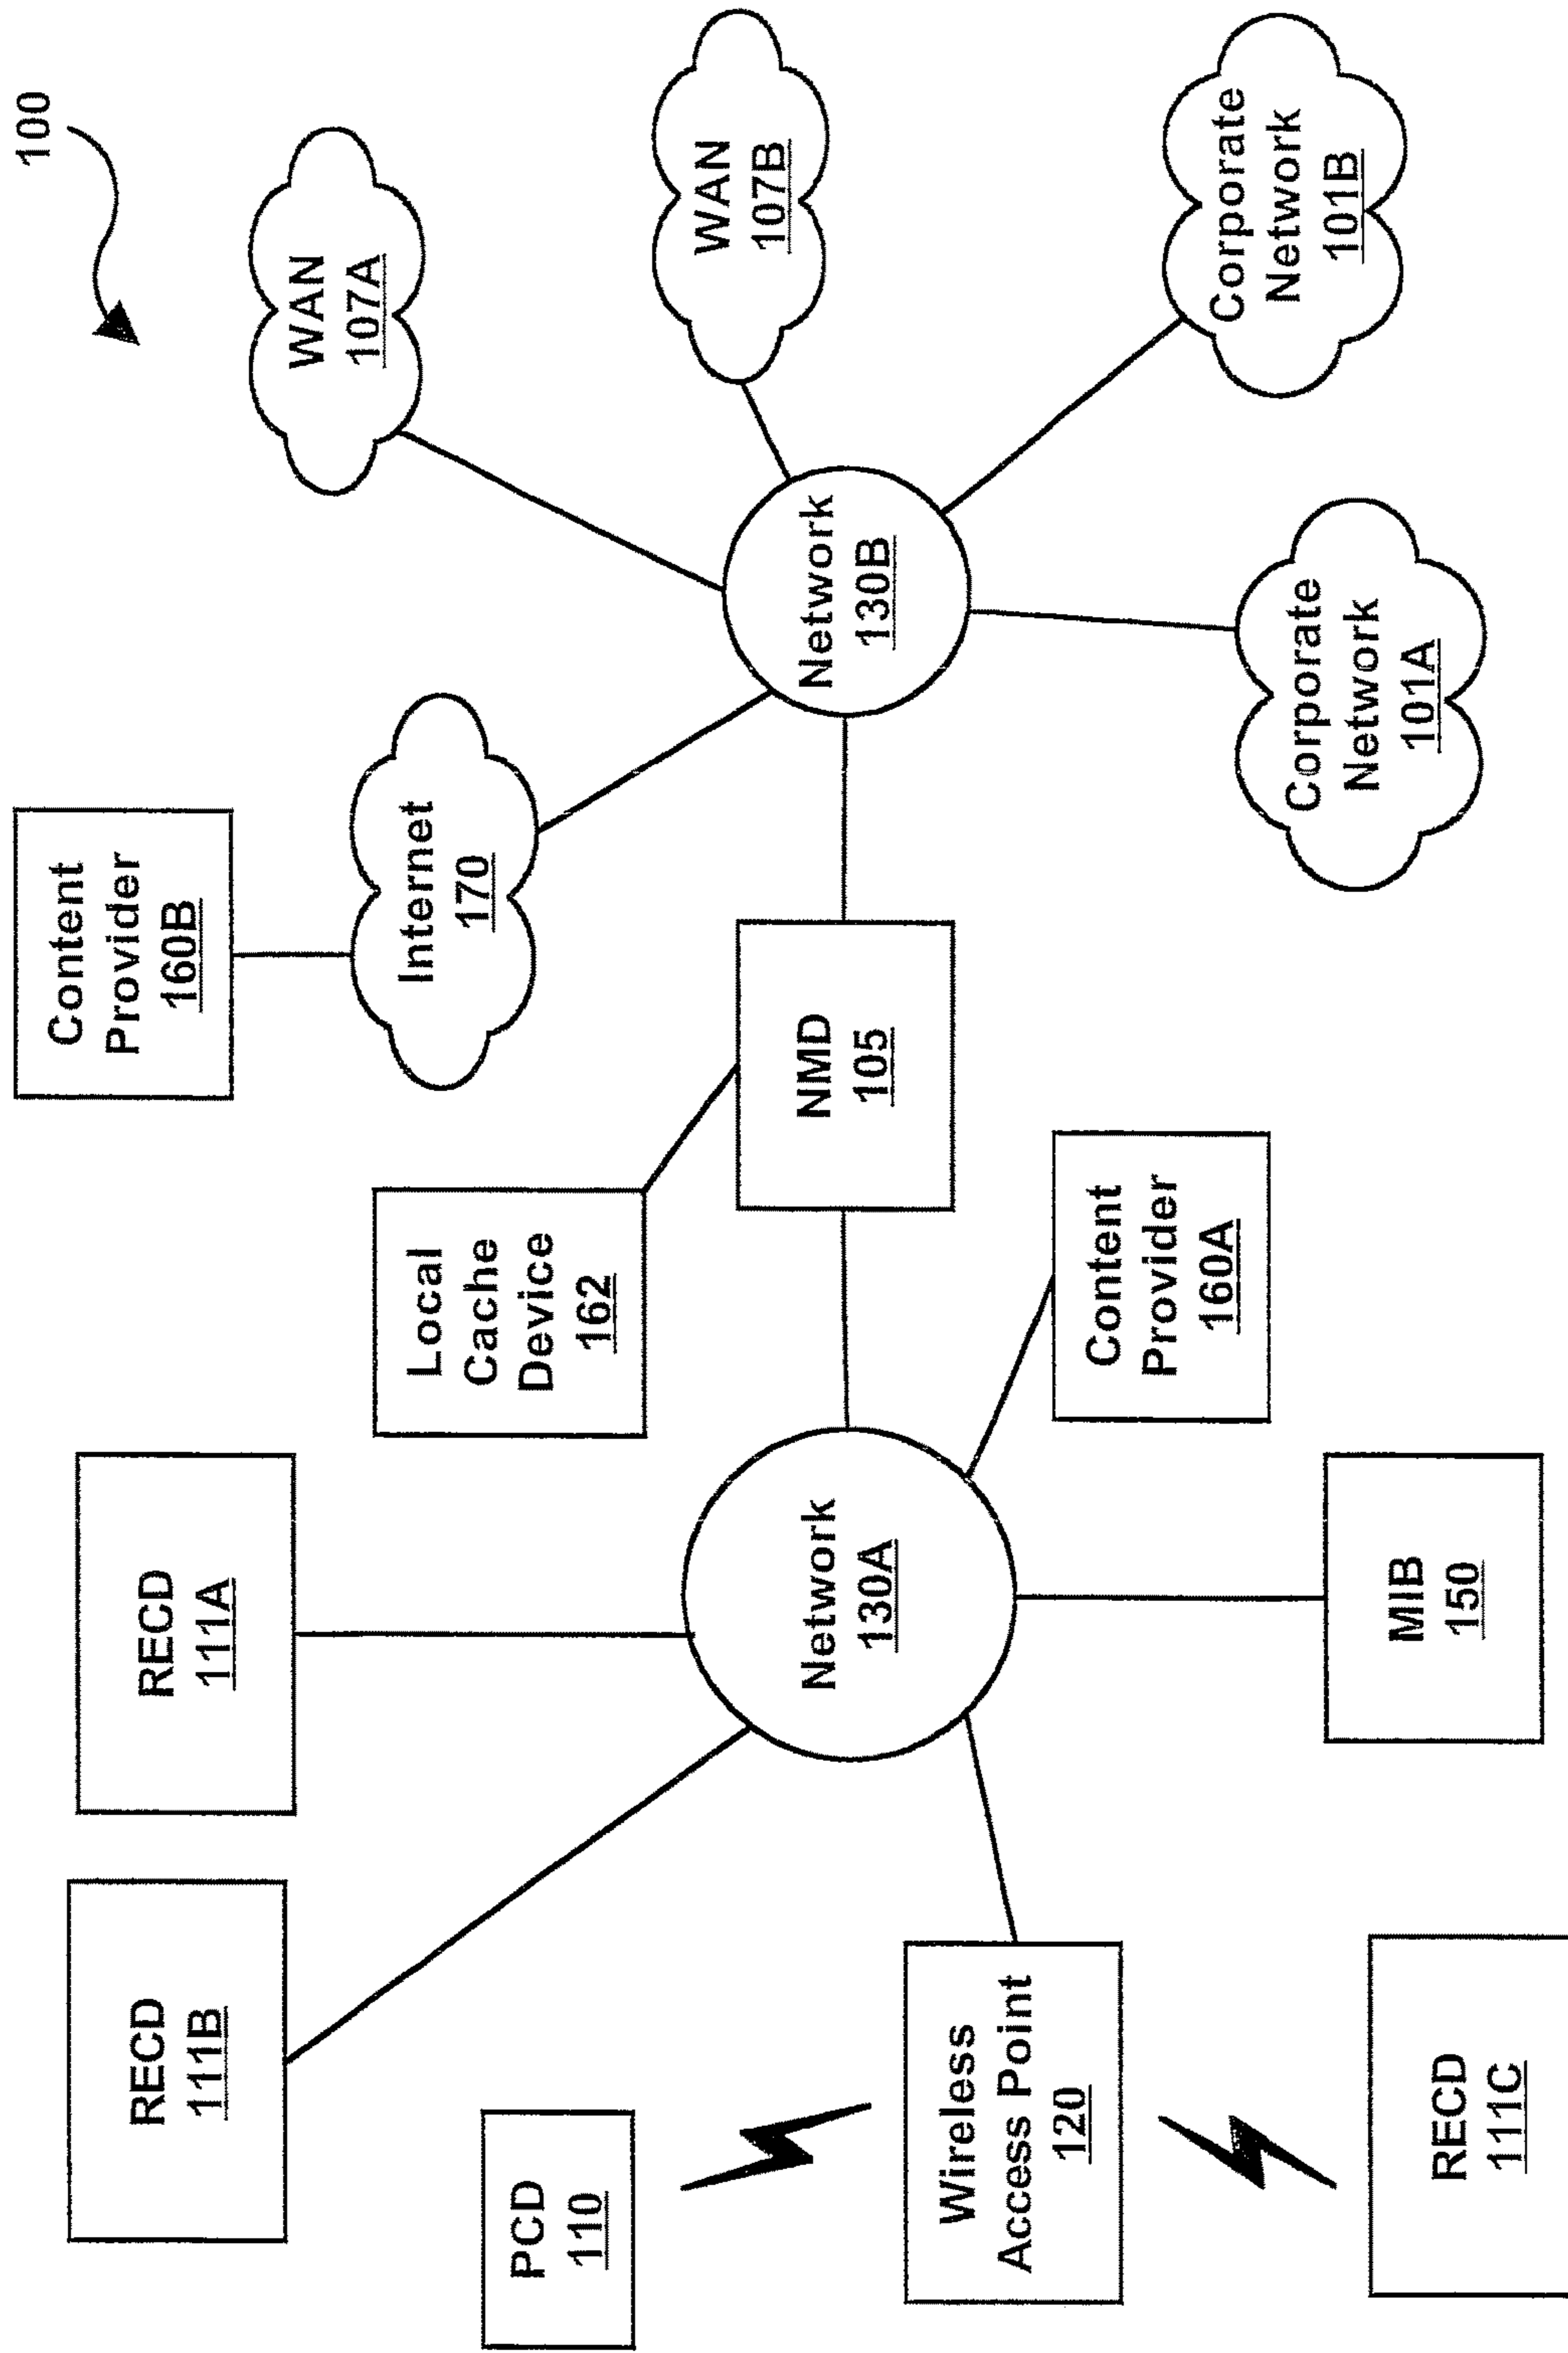 100
RECD
111B
RECD
111A
Content
Provider
160B
WAN
107A
Local
Cache
Device
162
Internet
170
WAN
107B
PCD
110
Network
130A
NMD
105
Network
130B
Wireless
Access Point
120
Content
Provider
160A
Corporate
Network
101A
Corporate
Network
101B
RECD
111C
MIB
150